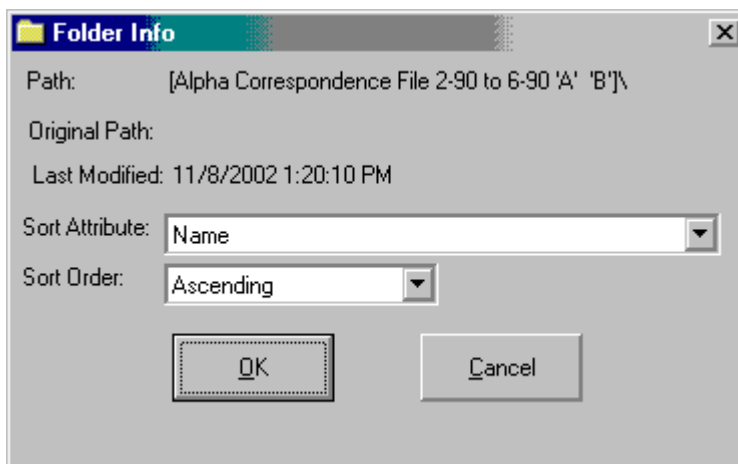 Folder Info
Path: [Alpha Correspondence File 2-90 to 6-90 'A'  'B']\
Original Path:
Last Modified: 11/8/2002 1:20:10 PM
Sort Attribute: Name
Sort Order: Ascending
OK Cancel